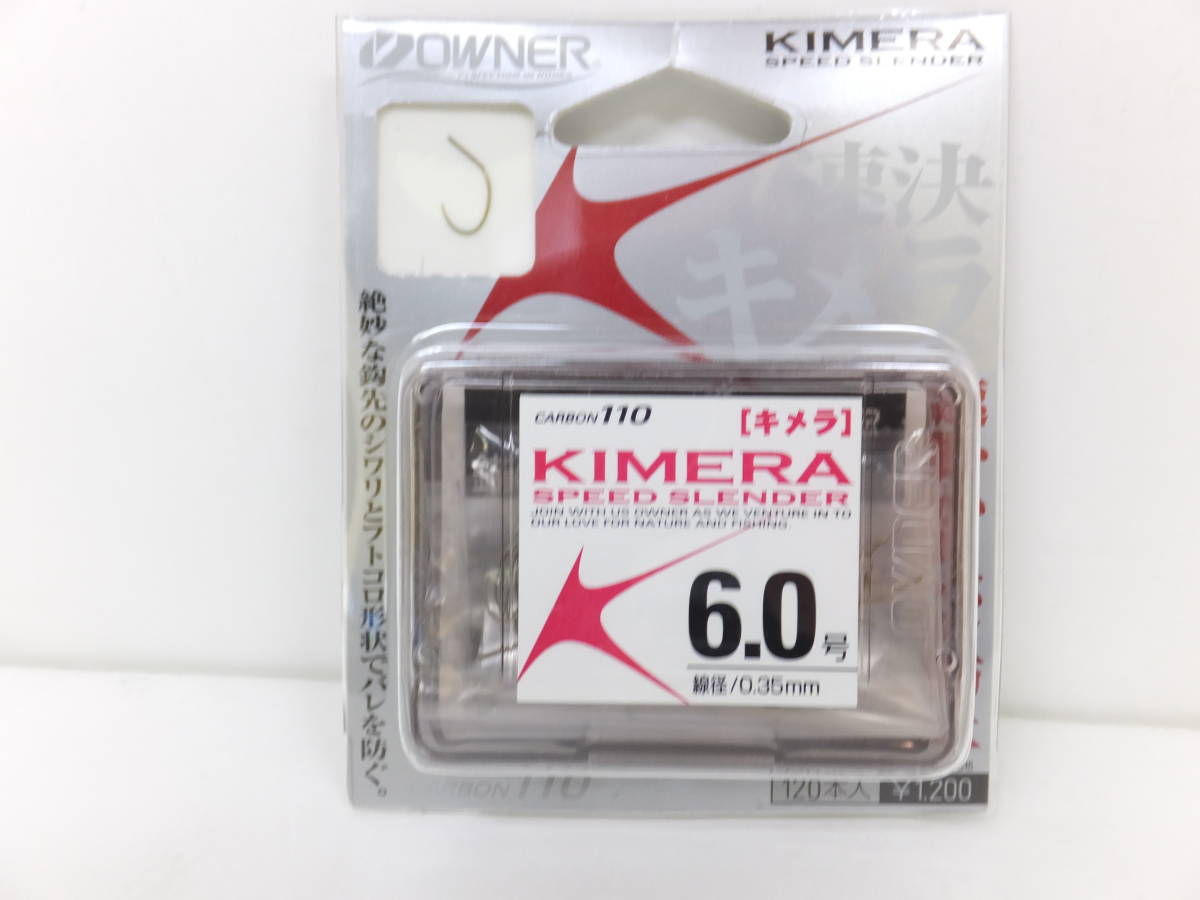 OWNER
KIMERA
SPEED SLENDER
速決
キメラ
絶妙な鈎先のシワリとフトコロ形状でバレを防ぐ。
CARBON 110
[キメラ]
KIMERA
SPEED SLENDER
JOIN WITH US OWNER AS WE VENTURE IN TO
OUR LOVE FOR NATURE AND FISHING
6.0号
線径/0.35mm
OWNER
CARBON 110
120本入 ¥1,200